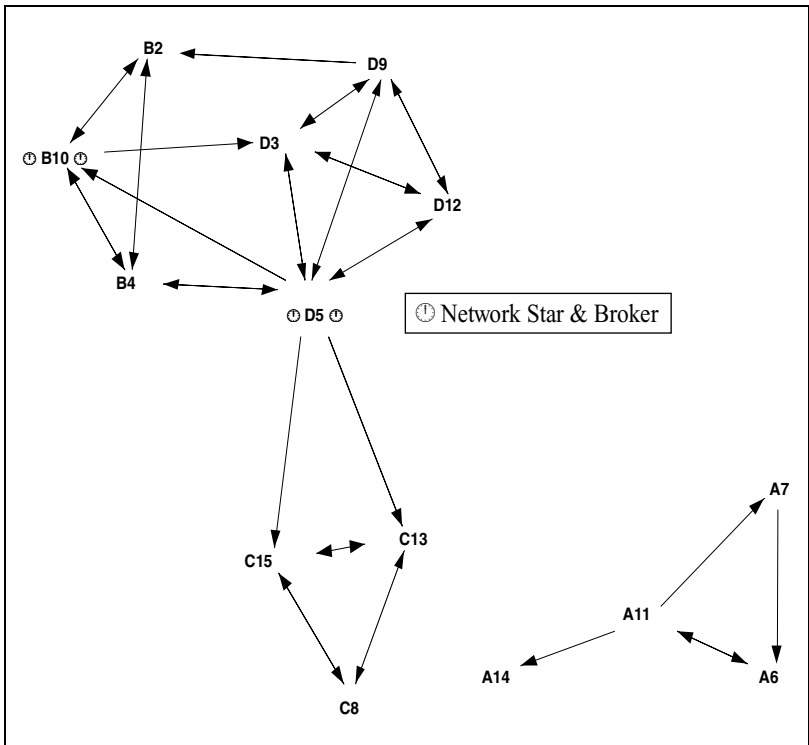 B2
D9
D3
B10
D12
B4
D5
Network Star & Broker
A7
C13
C15
A11
A14
A6
C8